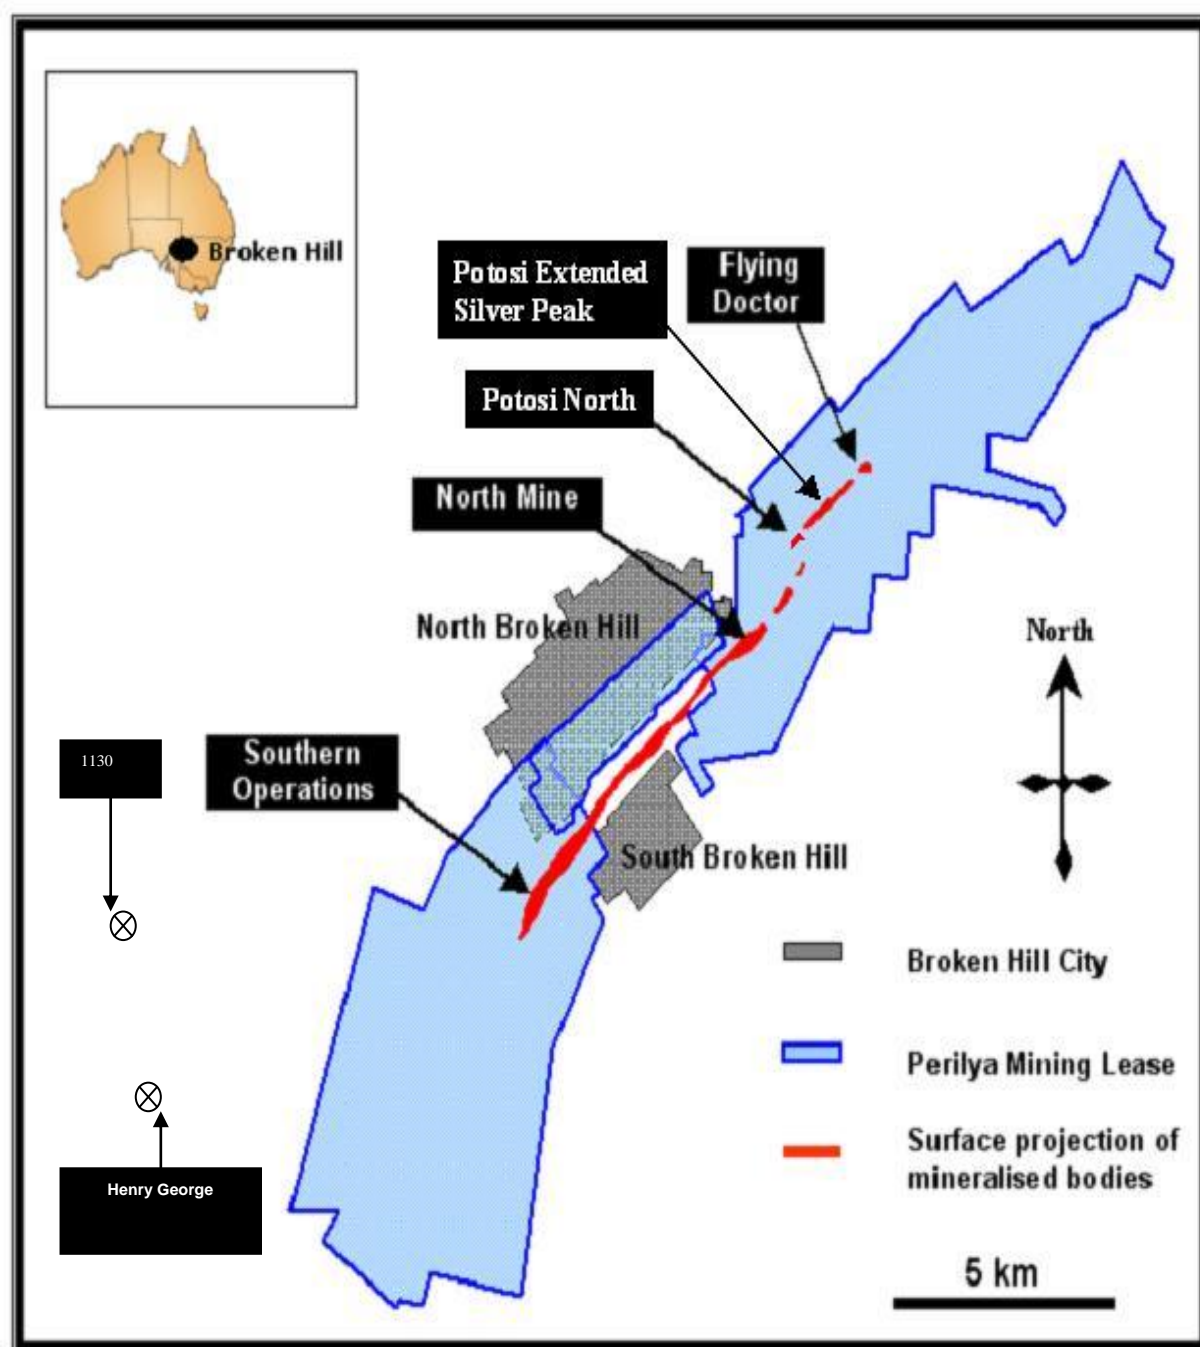 Broken Hill
Potosi Extended
Silver Peak
Flying
Doctor
Potosi North
North Mine
North Broken Hill
North
1130
Southern
Operations
South Broken Hill
Broken Hill City
Perilya Mining Lease
Henry George
Surface projection of
mineralised bodies
5 km